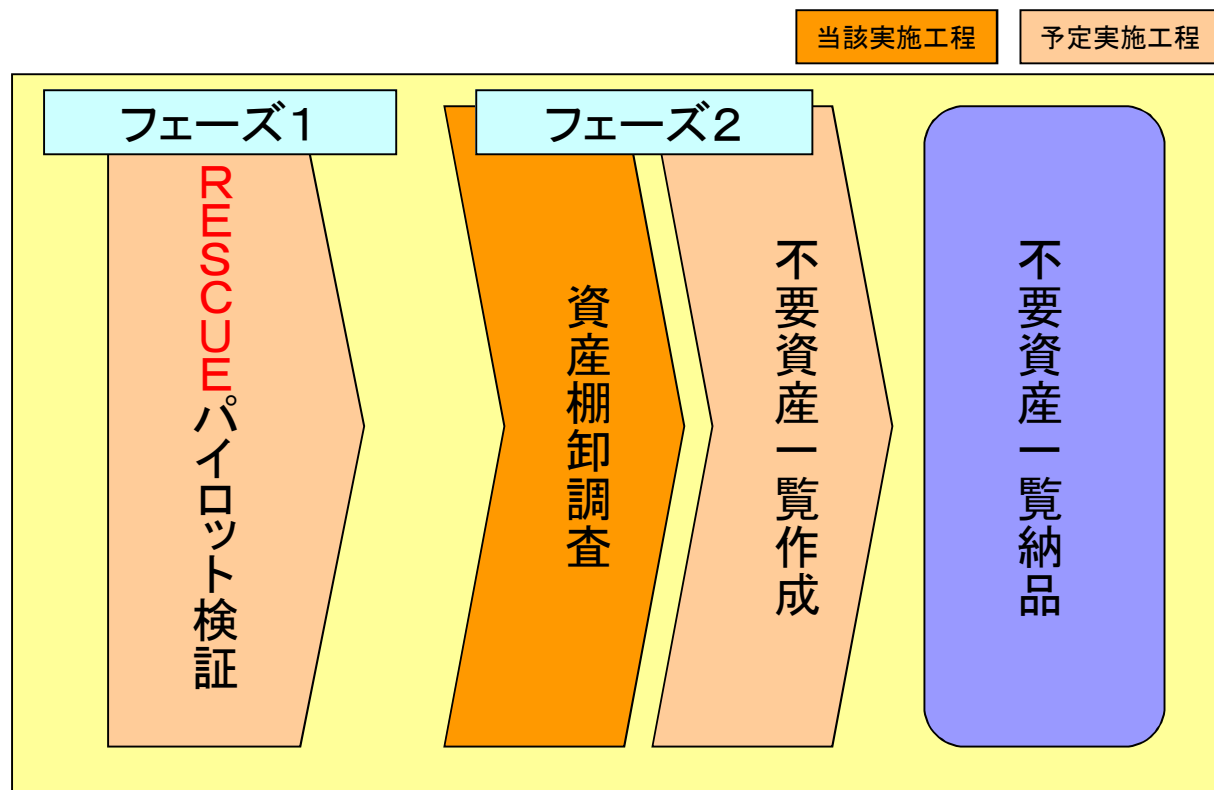 当該実施工程
予定実施工程
フェーズ１
フェーズ２
RESCUEパイロット検証
資産棚卸調査
不要資産一覧作成
不要資産一覧納品